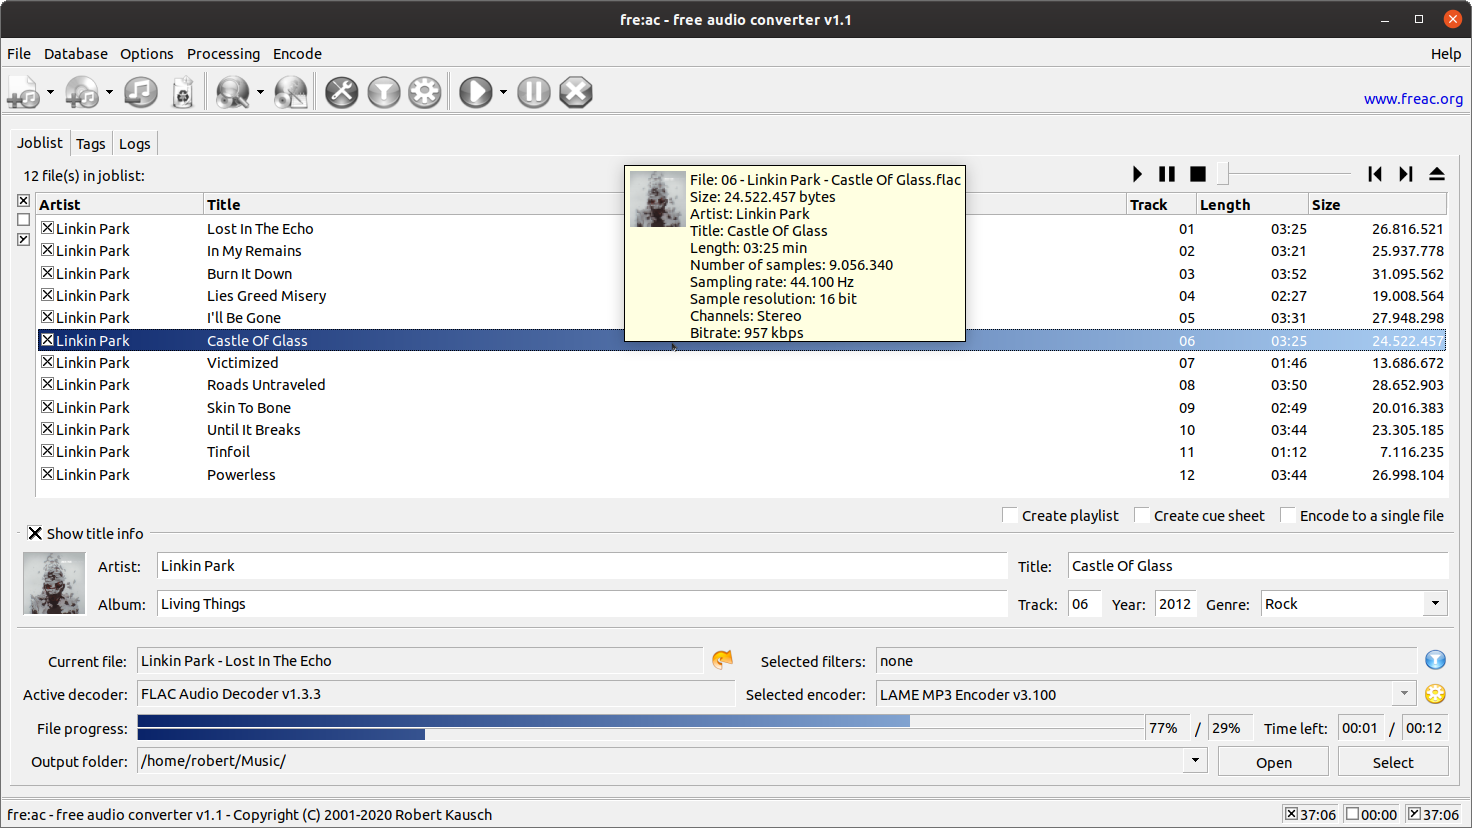 fre:ac - free audio converter v1.1
File Database Options Processing Encode Help
www.freac.org
Joblist Tags Logs
12 file(s) in joblist:
File: 06 - Linkin Park - Castle Of Glass.flac
Size: 24.522.457 bytes
Artist: Linkin Park
Title: Castle Of Glass
Length: 03:25 min
Number of samples: 9.056.340
Sampling rate: 44.100 Hz
Sample resolution: 16 bit
Channels: Stereo
Bitrate: 957 kbps
Artist Title Track Length Size
Linkin Park Lost In The Echo 01 03:25 26.816.521
Linkin Park In My Remains 02 03:21 25.937.778
Linkin Park Burn It Down 03 03:52 31.095.562
Linkin Park Lies Greed Misery 04 02:27 19.008.564
Linkin Park I'll Be Gone 05 03:31 27.948.298
Linkin Park Castle Of Glass 06 03:25 24.522.457
Linkin Park Victimized 07 01:46 13.686.672
Linkin Park Roads Untraveled 08 03:50 28.652.903
Linkin Park Skin To Bone 09 02:49 20.016.383
Linkin Park Until It Breaks 10 03:44 23.305.185
Linkin Park Tinfoil 11 01:12 7.116.235
Linkin Park Powerless 12 03:44 26.998.104
Create playlist Create cue sheet Encode to a single file
Show title info
Artist: Linkin Park Title: Castle Of Glass
Album: Living Things Track: 06 Year: 2012 Genre: Rock
Current file: Linkin Park - Lost In The Echo Selected filters: none
Active decoder: FLAC Audio Decoder v1.3.3 Selected encoder: LAME MP3 Encoder v3.100
File progress: 77% / 29% Time left: 00:01 / 00:12
Output folder: /home/robert/Music/ Open Select
fre:ac - free audio converter v1.1 - Copyright (C) 2001-2020 Robert Kausch 37:06 00:00 37:06